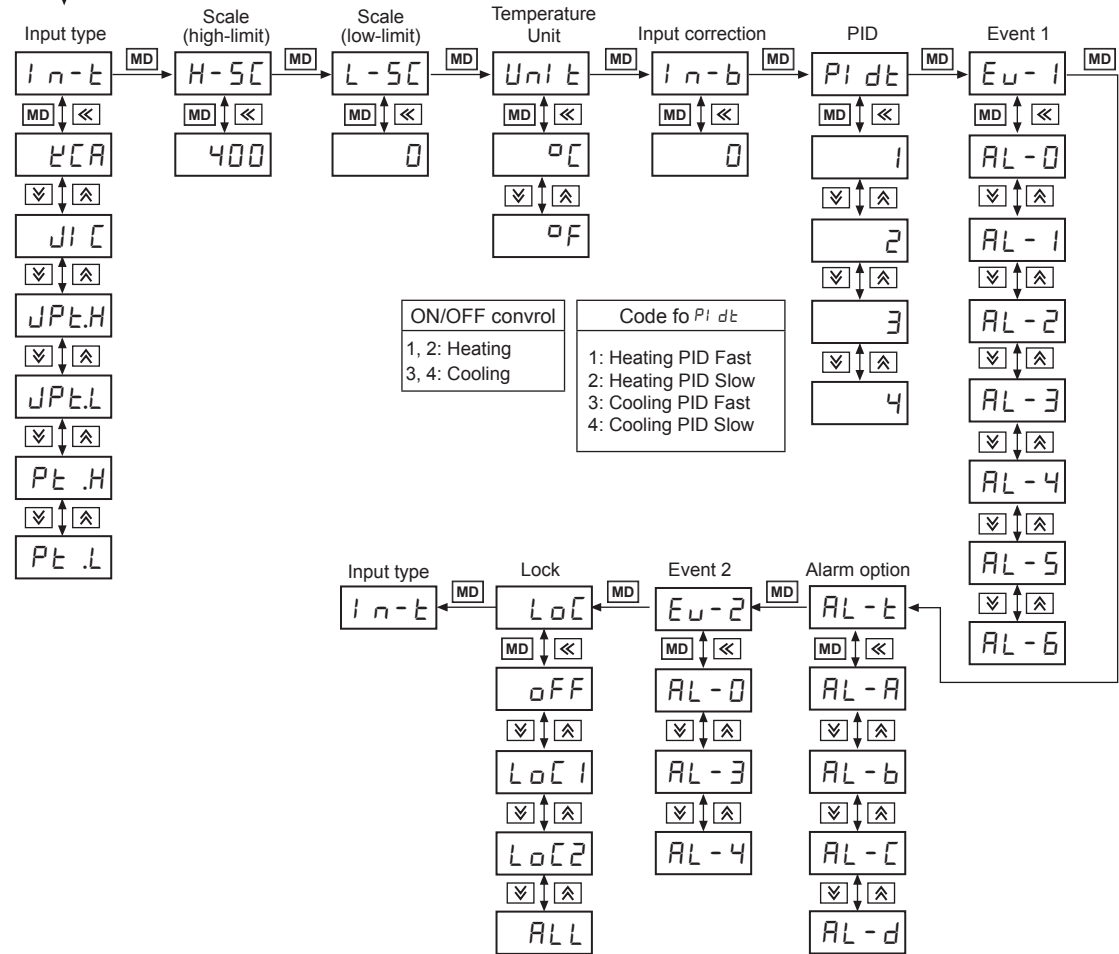 Input type
Scale
(high-limit)
Scale
(low-limit)
Temperature
Unit
Input correction
PID
Event 1
In-t
MD
H-SC
MD
L-SC
MD
UnIt
MD
In-b
MD
PIdt
MD
Eu-1
MD
MD
MD
MD
MD
MD
MD
MD
KCA
400
0
°C
0
1
AL-0
JIC
°F
2
AL-1
JPt.H
3
AL-2
JPt.L
4
AL-3
Pt.H
AL-4
Pt.L
AL-5
AL-6
ON/OFF convrol
1, 2: Heating
3, 4: Cooling
Code fo PIdt
1: Heating PID Fast
2: Heating PID Slow
3: Cooling PID Fast
4: Cooling PID Slow
Input type
Lock
Event 2
Alarm option
In-t
MD
LoC
MD
Eu-2
MD
AL-t
MD
MD
MD
oFF
AL-0
AL-A
LoC1
AL-3
AL-b
LoC2
AL-4
AL-C
ALL
AL-d